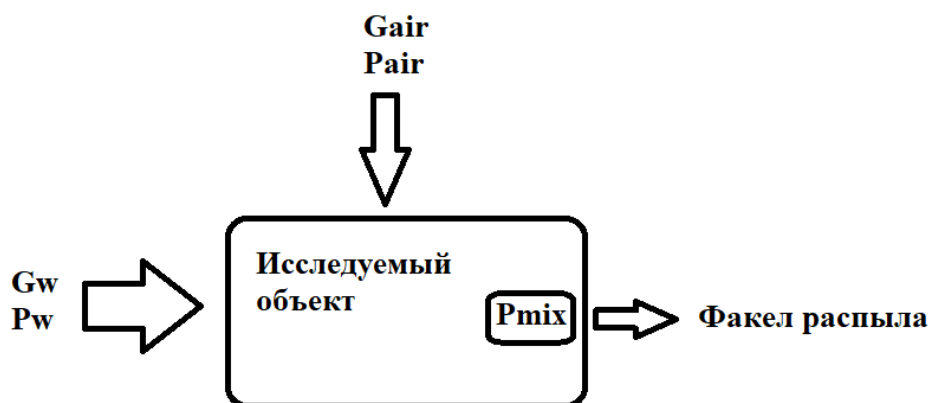 Gair
Pair
Gw
Pw
Исследуемый
объект
Pmix
Факел распыла